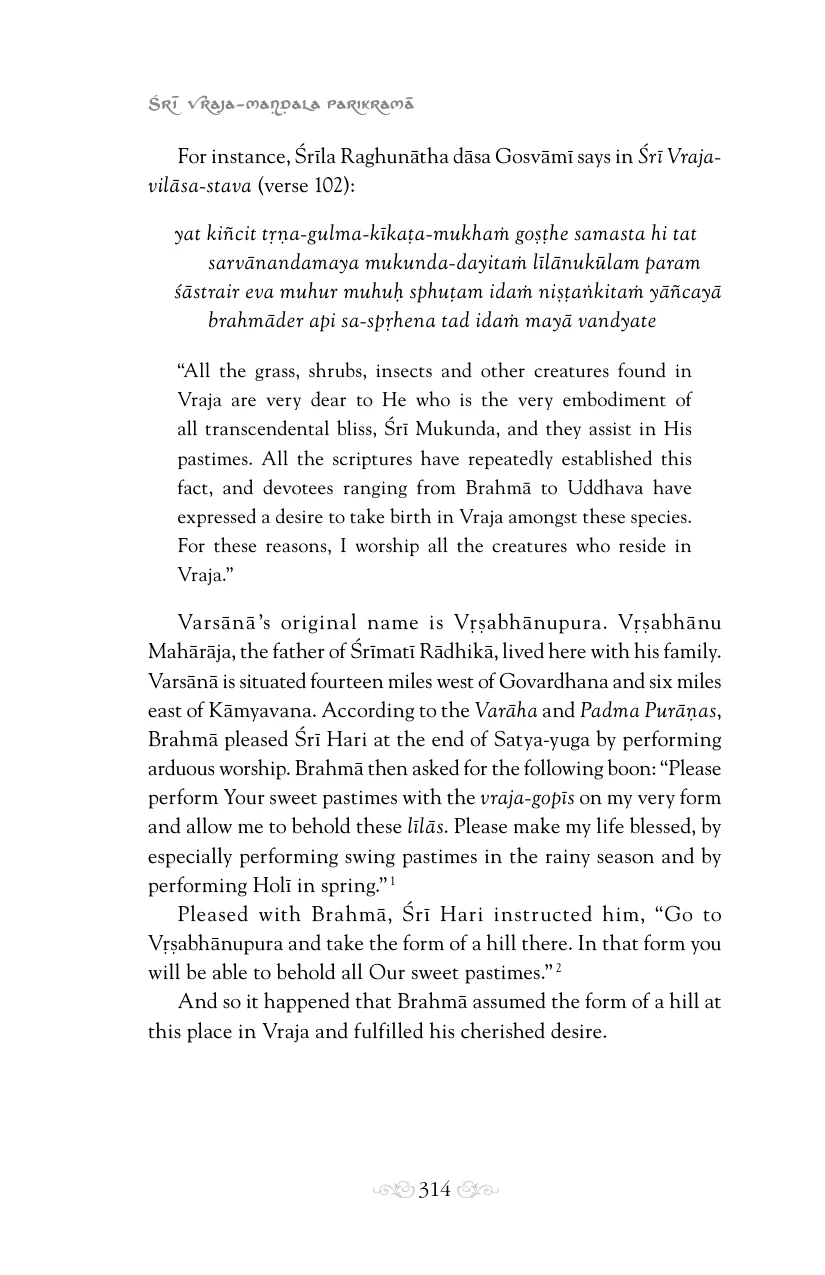 Śrī Vraja-maṇḍala Parikramā
For instance, Śrīla Raghunātha dāsa Gosvāmī says in Śrī Vraja-
vilāsa-stava (verse 102):
yat kiñcit tṛṇa-gulma-kīkaṭa-mukhaṁ goṣṭhe samasta hi tat
sarvānandamaya mukunda-dayitaṁ līlānukūlam param
śāstrair eva muhur muhuḥ sphuṭam idaṁ niṣṭaṅkitaṁ yāñcayā
brahmāder api sa-spṛheṇa tad idaṁ mayā vandyate
“All the grass, shrubs, insects and other creatures found in
Vraja are very dear to He who is the very embodiment of
all transcendental bliss, Śrī Mukunda, and they assist in His
pastimes. All the scriptures have repeatedly established this
fact, and devotees ranging from Brahmā to Uddhava have
expressed a desire to take birth in Vraja amongst these species.
For these reasons, I worship all the creatures who reside in
Vraja.”
Varsānā’s original name is Vṛṣabhānupura. Vṛṣabhānu
Mahārāja, the father of Śrīmatī Rādhikā, lived here with his family.
Varsānā is situated fourteen miles west of Govardhana and six miles
east of Kāmyavana. According to the Varāha and Padma Purāṇas,
Brahmā pleased Śrī Hari at the end of Satya-yuga by performing
arduous worship. Brahmā then asked for the following boon: “Please
perform Your sweet pastimes with the vraja-gopīs on my very form
and allow me to behold these līlās. Please make my life blessed, by
especially performing swing pastimes in the rainy season and by
performing Holī in spring.” 1
Pleased with Brahmā, Śrī Hari instructed him, “Go to
Vṛṣabhānupura and take the form of a hill there. In that form you
will be able to behold all Our sweet pastimes.” 2
And so it happened that Brahmā assumed the form of a hill at
this place in Vraja and fulfilled his cherished desire.
314